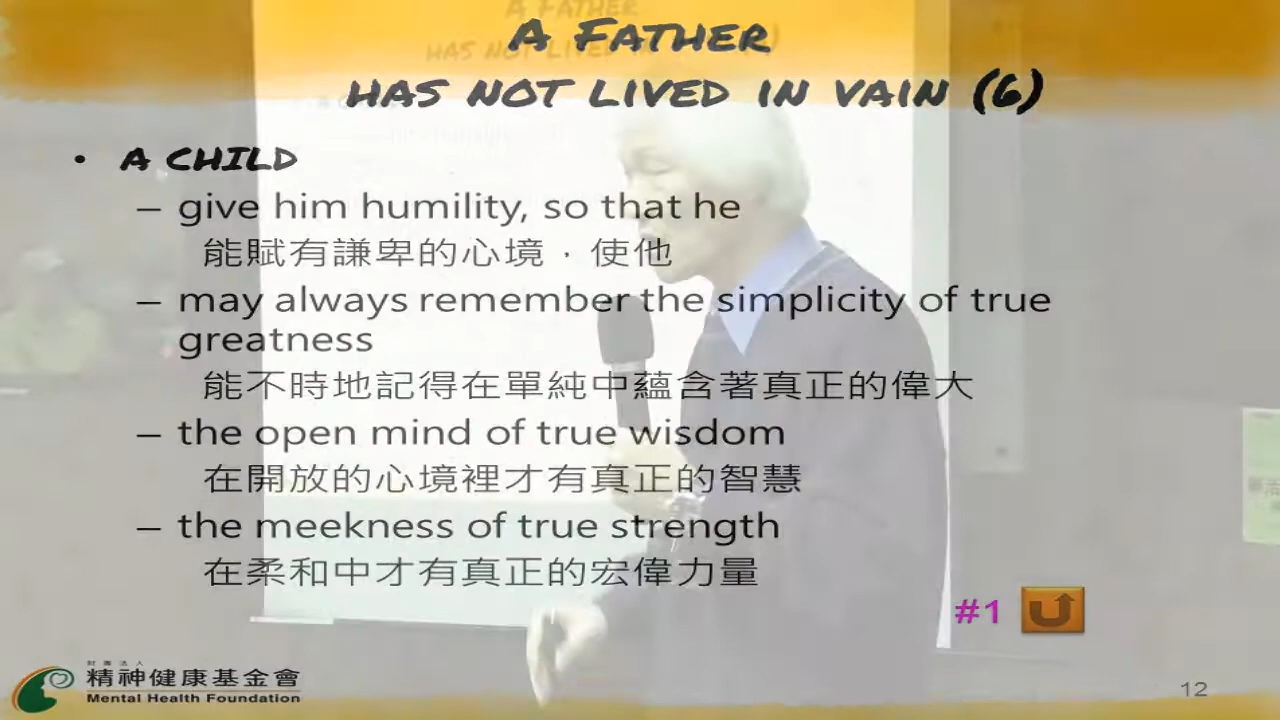 A FATHER
HAS NOT LIVED IN VAIN (6)
• A CHILD
– give him humility, so that he
能賦有謙卑的心境，使他
– may always remember the simplicity of true
greatness
能不時地記得在單純中蘊含著真正的偉大
– the open mind of true wisdom
在開放的心境裡才有真正的智慧
– the meekness of true strength
在柔和中才有真正的宏偉力量
#1
財團法人
精神健康基金會
Mental Health Foundation
12